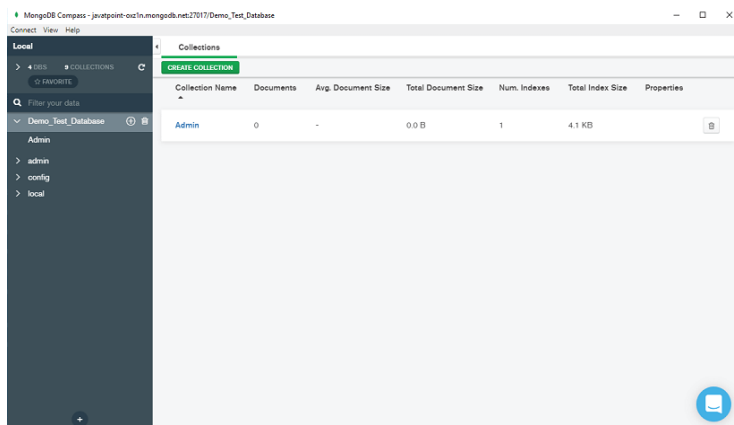 MongoDB Compass - javatpoint-oxz1n.mongodb.net:27017/Demo_Test_Database
Connect View Help
Local
4 DBS 9 COLLECTIONS
FAVORITE
Filter your data
Demo_Test_Database
Admin
admin
config
local
Collections
CREATE COLLECTION
Collection Name Documents Avg. Document Size Total Document Size Num. Indexes Total Index Size Properties
Admin 0 - 0.0 B 1 4.1 KB